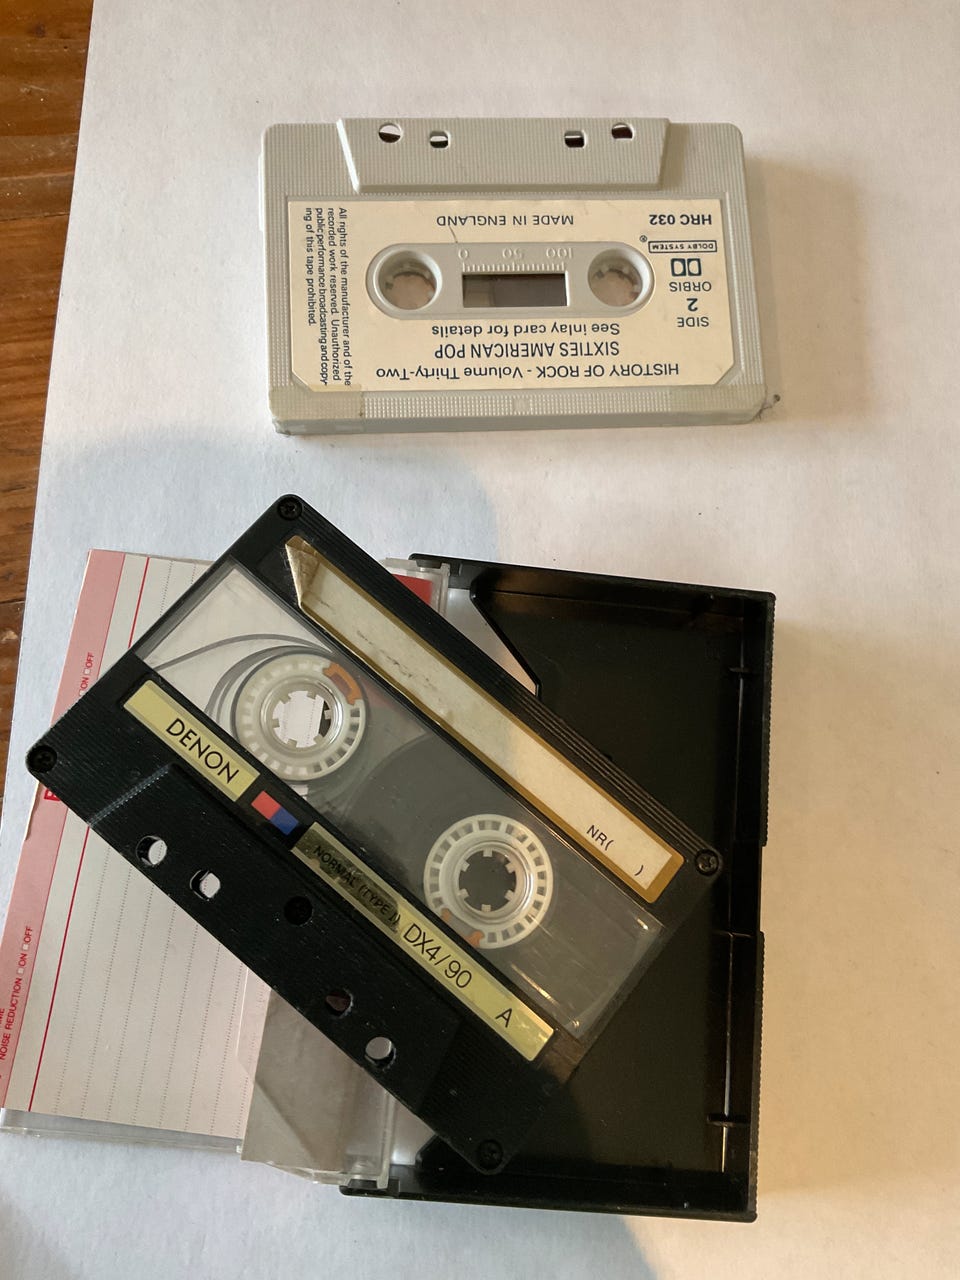 HISTORY OF ROCK - Volume Thirty-Two
SIXTIES AMERICAN POP
See inlay card for details
SIDE
2
ORBIS
DOLBY SYSTEM
®
HRC 032
0 50 100
MADE IN ENGLAND
All rights of the manufacturer and of the
recorded work reserved. Unauthorized
public performance broadcasting and copy-
ing of this tape prohibited.
NR( )
DENON
NORMAL (TYPE I)
DX4/90
A
ON OFF
NOISE REDUCTION ON OFF